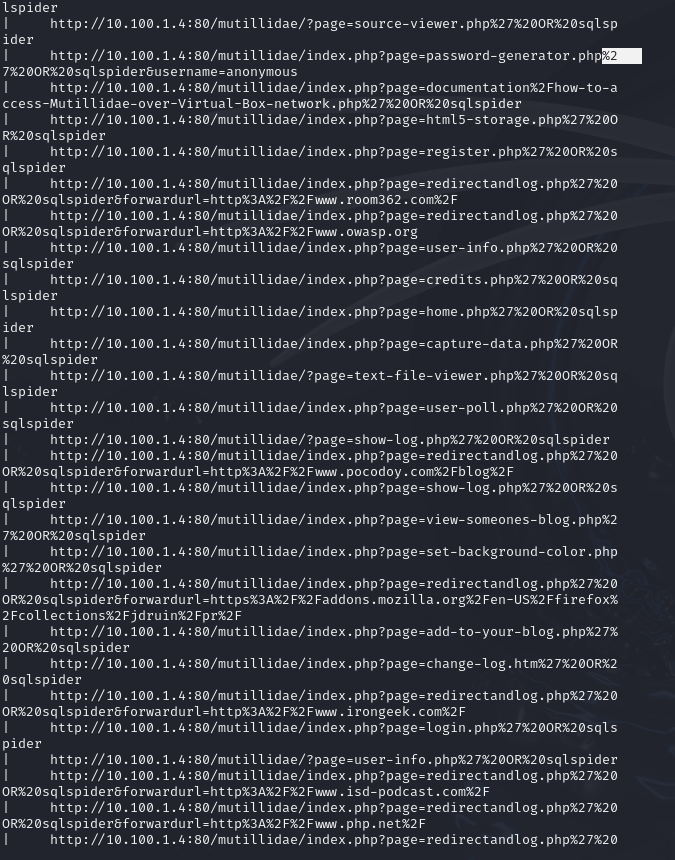 lspider
|     http://10.100.1.4:80/mutillidae/?page=source-viewer.php%27%20OR%20sqlsp
ider
|     http://10.100.1.4:80/mutillidae/index.php?page=password-generator.php%2
7%20OR%20sqlspider&username=anonymous
|     http://10.100.1.4:80/mutillidae/index.php?page=documentation%2Fhow-to-a
ccess-Mutillidae-over-Virtual-Box-network.php%27%20OR%20sqlspider
|     http://10.100.1.4:80/mutillidae/index.php?page=html5-storage.php%27%20O
R%20sqlspider
|     http://10.100.1.4:80/mutillidae/index.php?page=register.php%27%20OR%20s
qlspider
|     http://10.100.1.4:80/mutillidae/index.php?page=redirectandlog.php%27%20
OR%20sqlspider&forwardurl=http%3A%2F%2Fwww.room362.com%2F
|     http://10.100.1.4:80/mutillidae/index.php?page=redirectandlog.php%27%20
OR%20sqlspider&forwardurl=http%3A%2F%2Fwww.owasp.org
|     http://10.100.1.4:80/mutillidae/index.php?page=user-info.php%27%20OR%20
sqlspider
|     http://10.100.1.4:80/mutillidae/index.php?page=credits.php%27%20OR%20sq
lspider
|     http://10.100.1.4:80/mutillidae/index.php?page=home.php%27%20OR%20sqlsp
ider
|     http://10.100.1.4:80/mutillidae/index.php?page=capture-data.php%27%20OR
%20sqlspider
|     http://10.100.1.4:80/mutillidae/?page=text-file-viewer.php%27%20OR%20sq
lspider
|     http://10.100.1.4:80/mutillidae/index.php?page=user-poll.php%27%20OR%20
sqlspider
|     http://10.100.1.4:80/mutillidae/?page=show-log.php%27%20OR%20sqlspider
|     http://10.100.1.4:80/mutillidae/index.php?page=redirectandlog.php%27%20
OR%20sqlspider&forwardurl=http%3A%2F%2Fwww.pocodoy.com%2Fblog%2F
|     http://10.100.1.4:80/mutillidae/index.php?page=show-log.php%27%20OR%20s
qlspider
|     http://10.100.1.4:80/mutillidae/index.php?page=view-someones-blog.php%2
7%20OR%20sqlspider
|     http://10.100.1.4:80/mutillidae/index.php?page=set-background-color.php
%27%20OR%20sqlspider
|     http://10.100.1.4:80/mutillidae/index.php?page=redirectandlog.php%27%20
OR%20sqlspider&forwardurl=https%3A%2F%2Faddons.mozilla.org%2Fen-US%2Ffirefox%
2Fcollections%2Fjdruin%2Fpr%2F
|     http://10.100.1.4:80/mutillidae/index.php?page=add-to-your-blog.php%27%
20OR%20sqlspider
|     http://10.100.1.4:80/mutillidae/index.php?page=change-log.htm%27%20OR%2
0sqlspider
|     http://10.100.1.4:80/mutillidae/index.php?page=redirectandlog.php%27%20
OR%20sqlspider&forwardurl=http%3A%2F%2Fwww.irongeek.com%2F
|     http://10.100.1.4:80/mutillidae/index.php?page=login.php%27%20OR%20sqls
pider
|     http://10.100.1.4:80/mutillidae/?page=user-info.php%27%20OR%20sqlspider
|     http://10.100.1.4:80/mutillidae/index.php?page=redirectandlog.php%27%20
OR%20sqlspider&forwardurl=http%3A%2F%2Fwww.isd-podcast.com%2F
|     http://10.100.1.4:80/mutillidae/index.php?page=redirectandlog.php%27%20
OR%20sqlspider&forwardurl=http%3A%2F%2Fwww.php.net%2F
|     http://10.100.1.4:80/mutillidae/index.php?page=redirectandlog.php%27%20